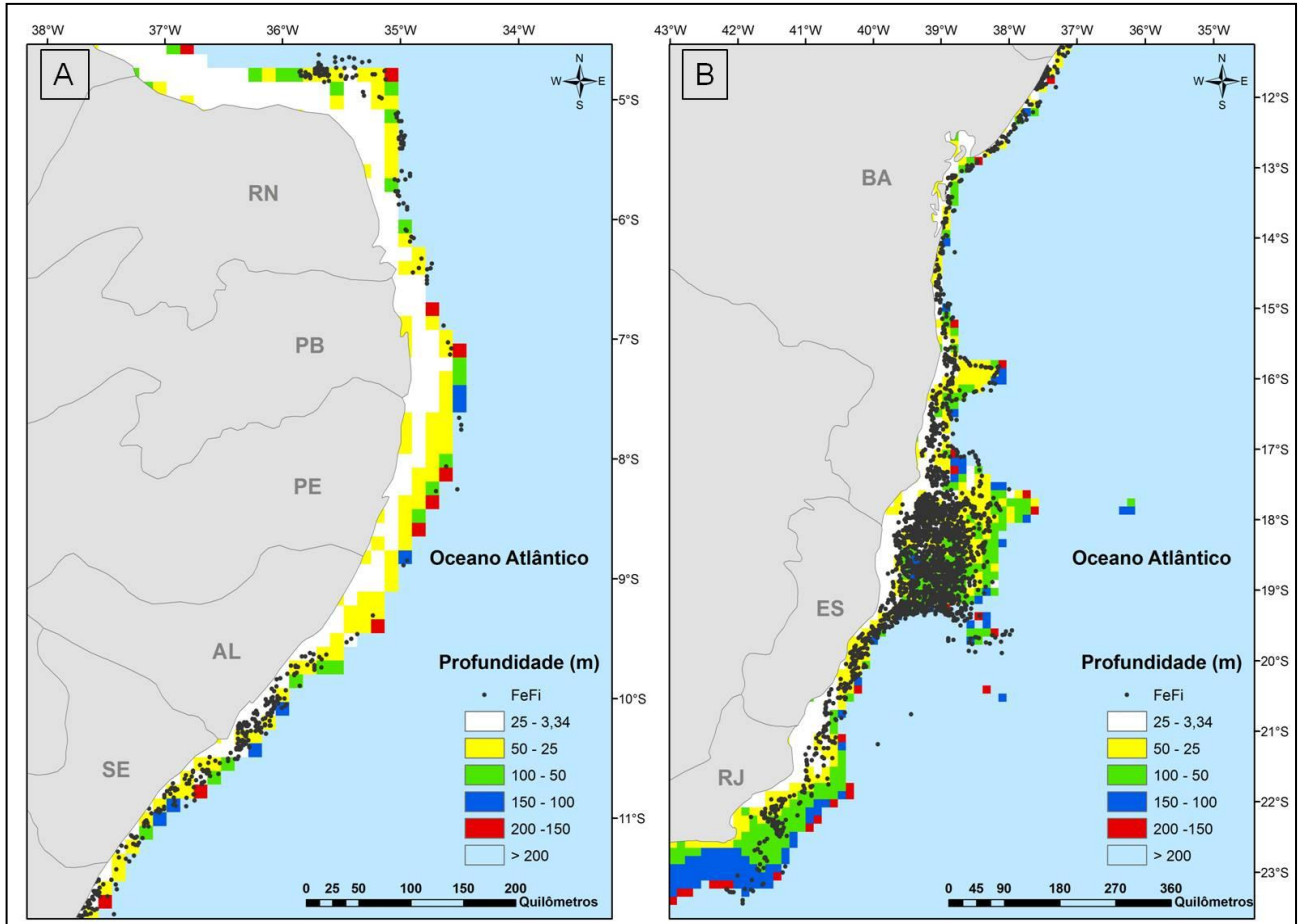 38°W 37°W 36°W 35°W 34°W
A
N
W E
S
5°S
6°S
7°S
8°S
9°S
10°S
11°S
RN
PB
PE
AL
SE
Oceano Atlântico
Profundidade (m)
FeFi
25 - 3,34
50 - 25
100 - 50
150 - 100
200 -150
> 200
0 25 50 100 150 200
Quilômetros
43°W 42°W 41°W 40°W 39°W 38°W 37°W 36°W 35°W
B
N
W E
S
12°S
13°S
14°S
15°S
16°S
17°S
18°S
19°S
20°S
21°S
22°S
23°S
BA
ES
RJ
Oceano Atlântico
Profundidade (m)
FeFi
25 - 3,34
50 - 25
100 - 50
150 - 100
200 -150
> 200
0 45 90 180 270 360
Quilômetros